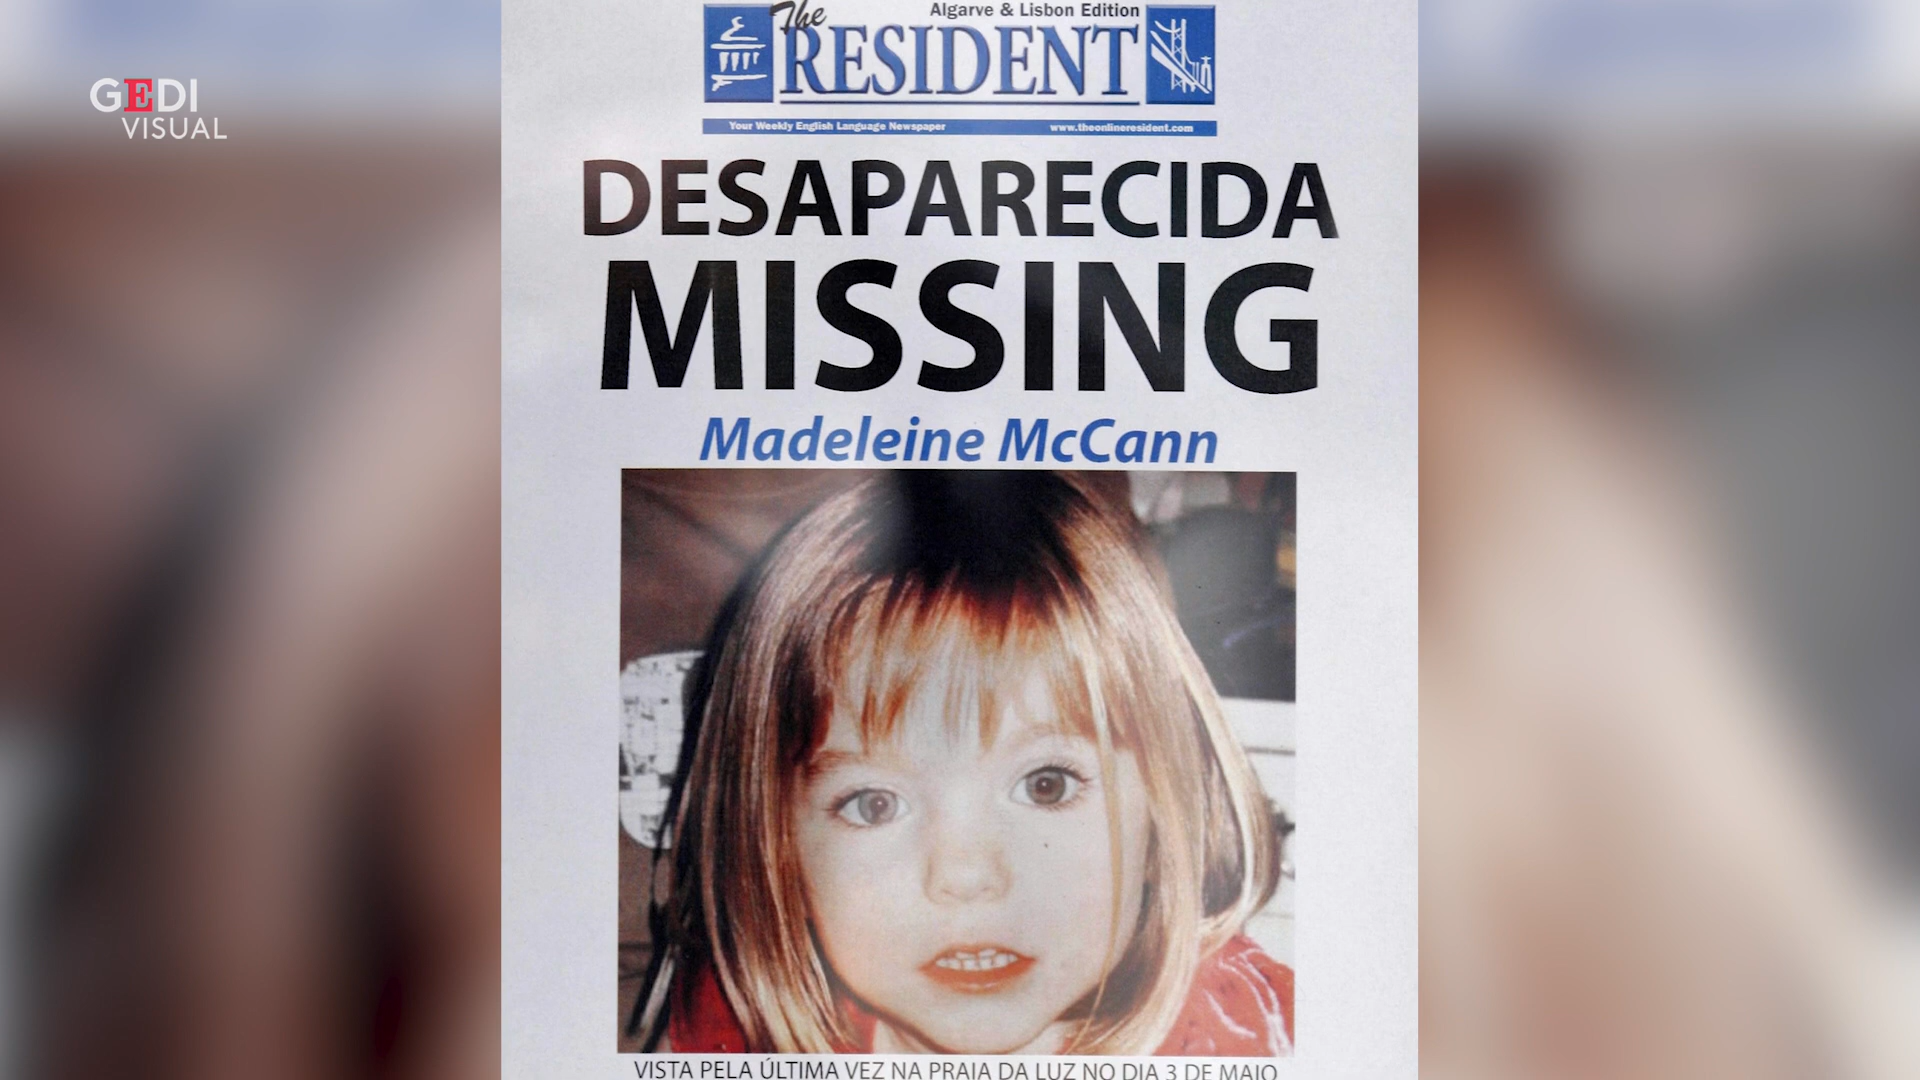 GEDI
VISUAL
Algarve & Lisbon Edition
The
RESIDENT
Your Weekly English Language Newspaper www.theonlineresident.com
DESAPARECIDA
MISSING
Madeleine McCann
VISTA PELA ÚLTIMA VEZ NA PRAIA DA LUZ NO DIA 3 DE MAIO